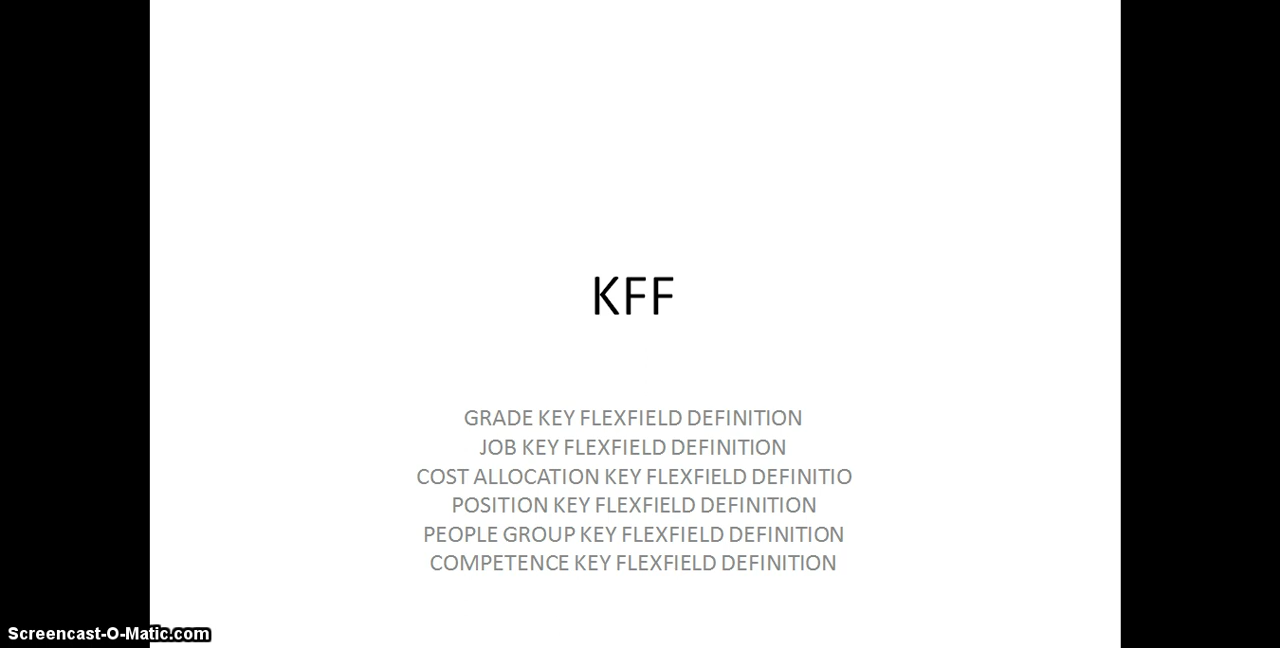 KFF
GRADE KEY FLEXFIELD DEFINITION
JOB KEY FLEXFIELD DEFINITION
COST ALLOCATION KEY FLEXFIELD DEFINITIO
POSITION KEY FLEXFIELD DEFINITION
PEOPLE GROUP KEY FLEXFIELD DEFINITION
COMPETENCE KEY FLEXFIELD DEFINITION
Screencast-O-Matic.com